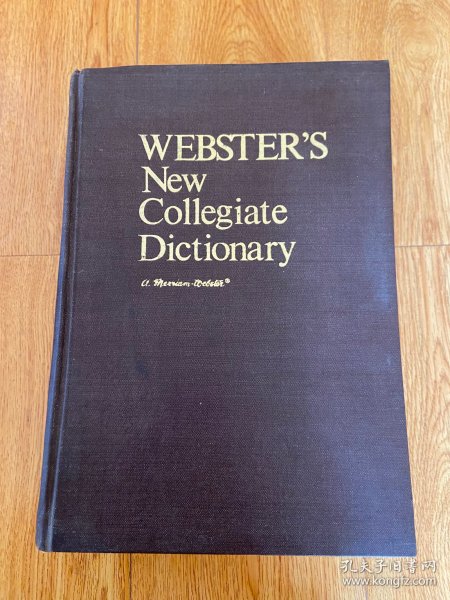 WEBSTER'S
New
Collegiate
Dictionary
a Merriam-Webster®
孔夫子旧书网
www.kongfz.com